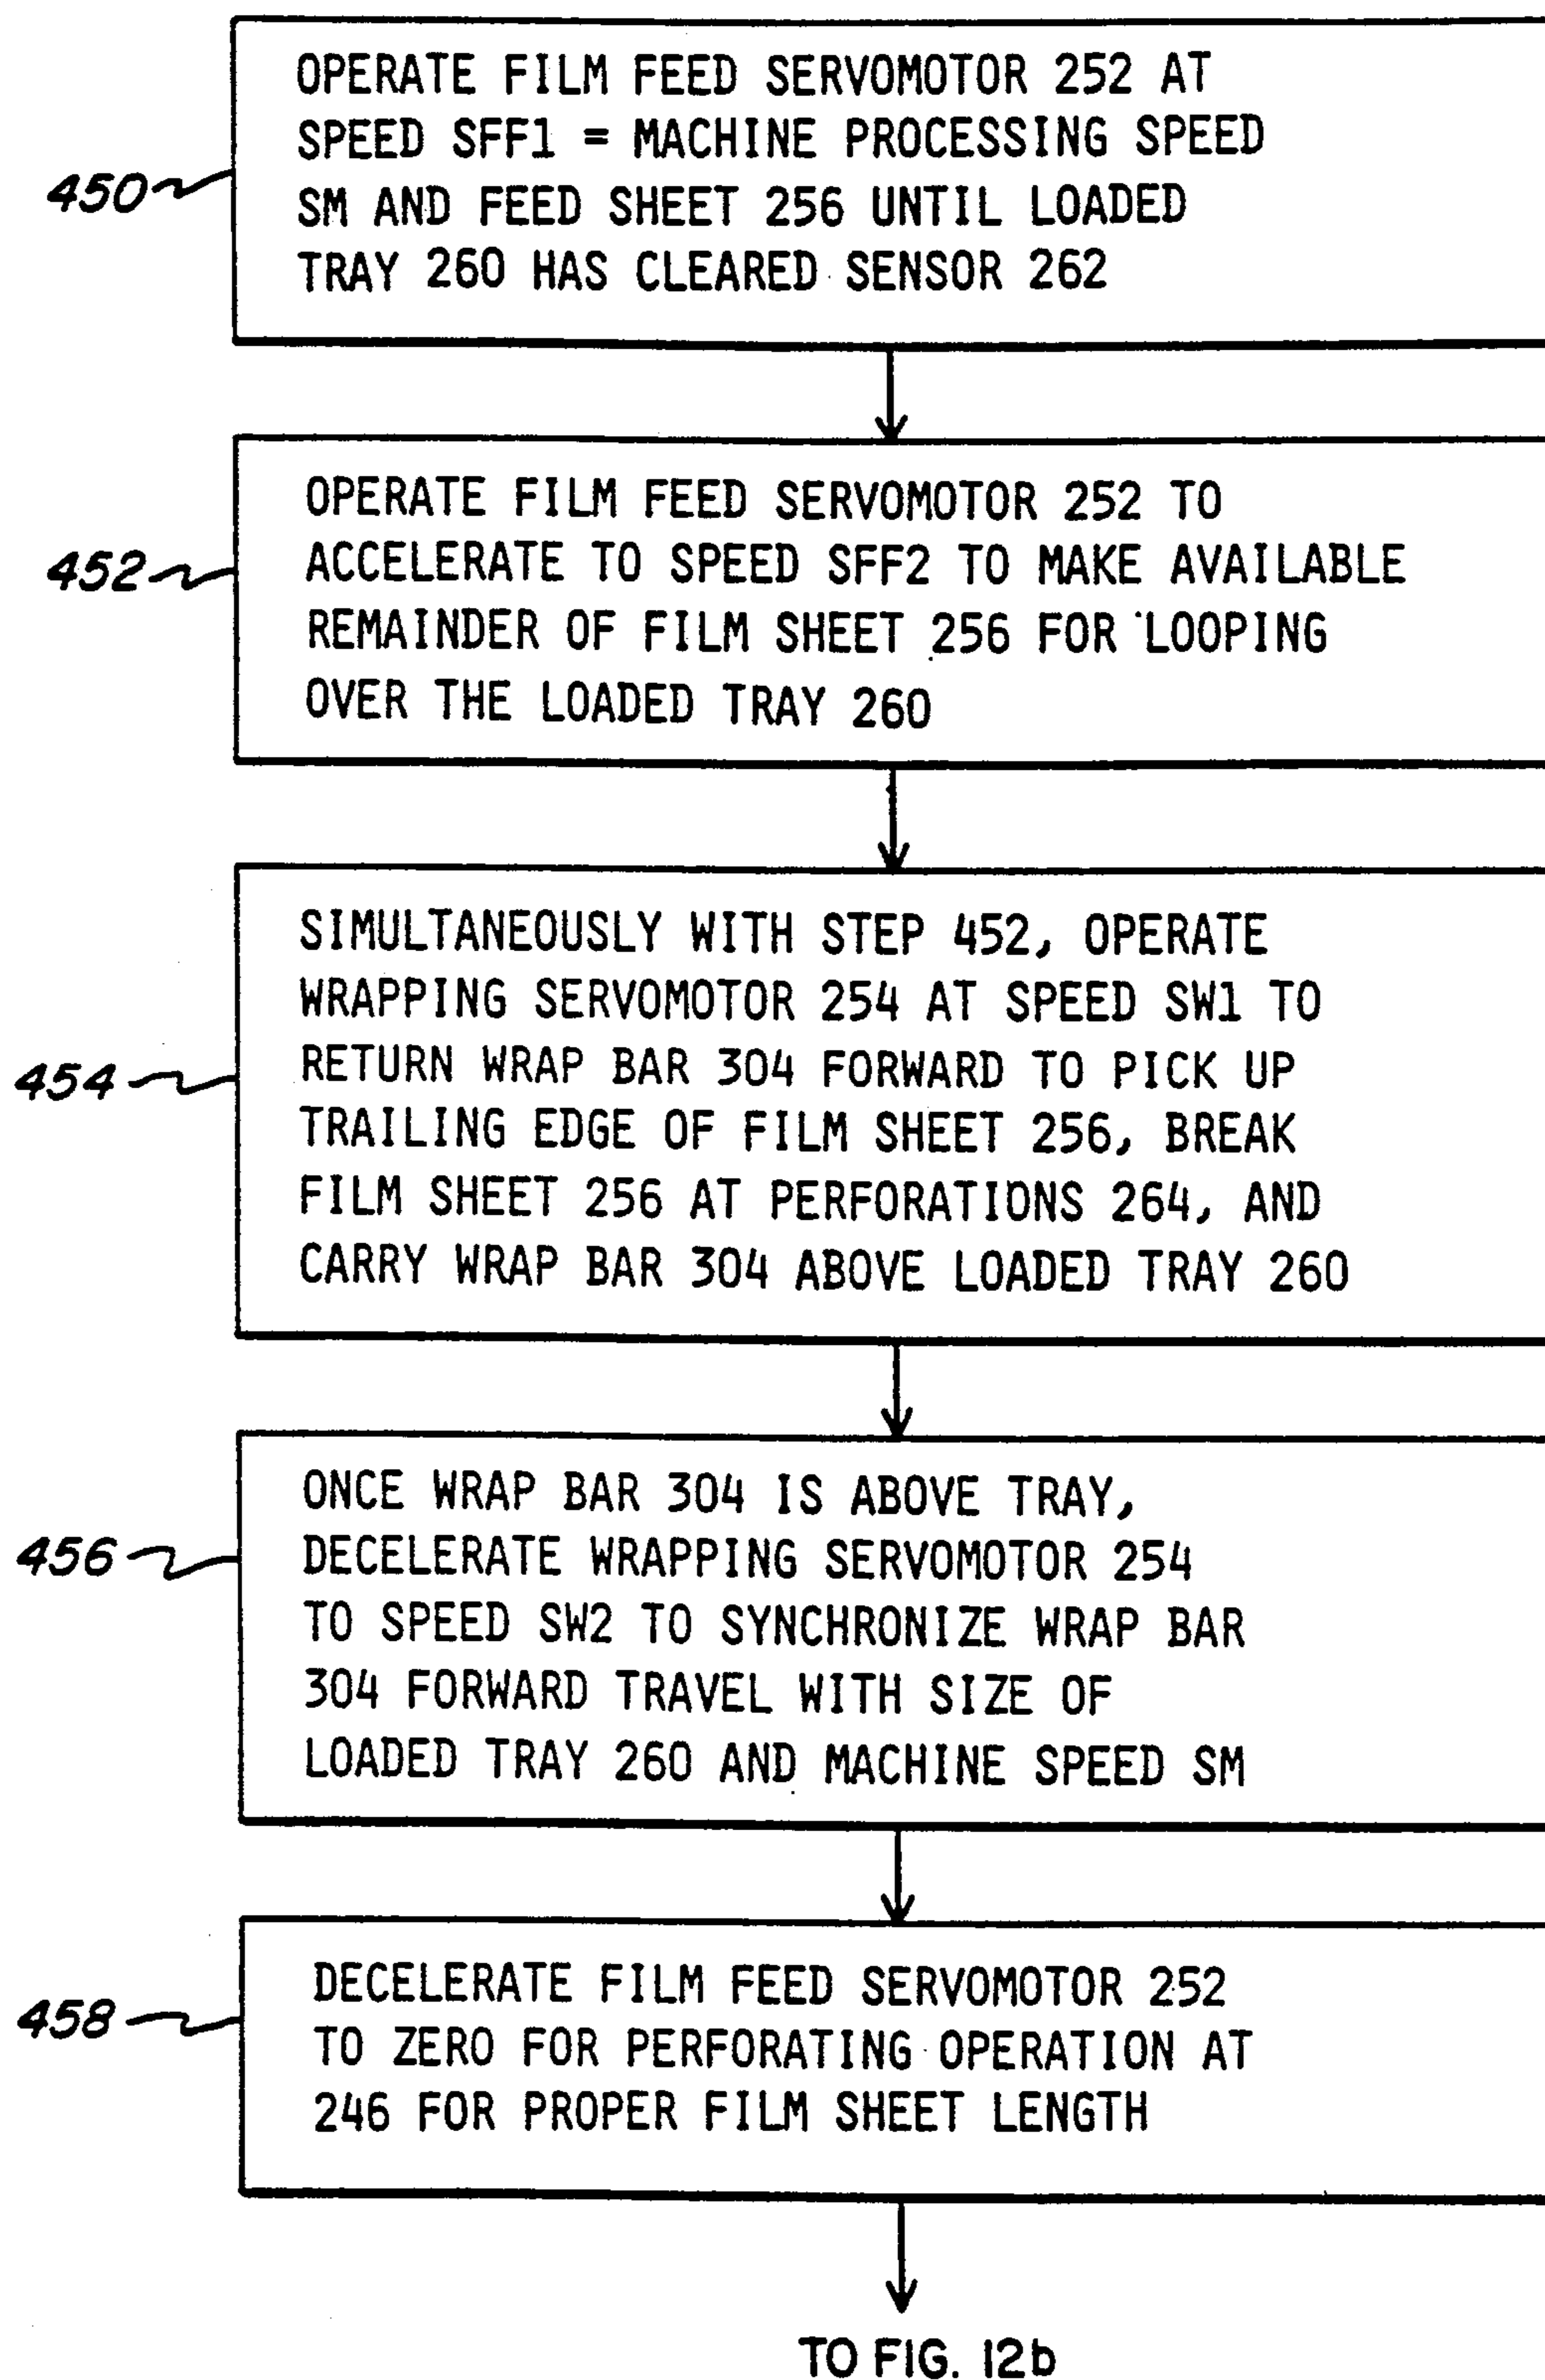 OPERATE FILM FEED SERVOMOTOR 252 AT
SPEED SFF1 = MACHINE PROCESSING SPEED
450
SM AND FEED SHEET 256 UNTIL LOADED
TRAY 260 HAS CLEARED SENSOR 262
OPERATE FILM FEED SERVOMOTOR 252 TO
452
ACCELERATE TO SPEED SFF2 TO MAKE AVAILABLE
REMAINDER OF FILM SHEET 256 FOR LOOPING
OVER THE LOADED TRAY 260
SIMULTANEOUSLY WITH STEP 452, OPERATE
WRAPPING SERVOMOTOR 254 AT SPEED SW1 TO
454
RETURN WRAP BAR 304 FORWARD TO PICK UP
TRAILING EDGE OF FILM SHEET 256, BREAK
FILM SHEET 256 AT PERFORATIONS 264, AND
CARRY WRAP BAR 304 ABOVE LOADED TRAY 260
ONCE WRAP BAR 304 IS ABOVE TRAY,
456
DECELERATE WRAPPING SERVOMOTOR 254
TO SPEED SW2 TO SYNCHRONIZE WRAP BAR
304 FORWARD TRAVEL WITH SIZE OF
LOADED TRAY 260 AND MACHINE SPEED SM
DECELERATE FILM FEED SERVOMOTOR 252
458
TO ZERO FOR PERFORATING OPERATION AT
246 FOR PROPER FILM SHEET LENGTH
TO FIG. 12b